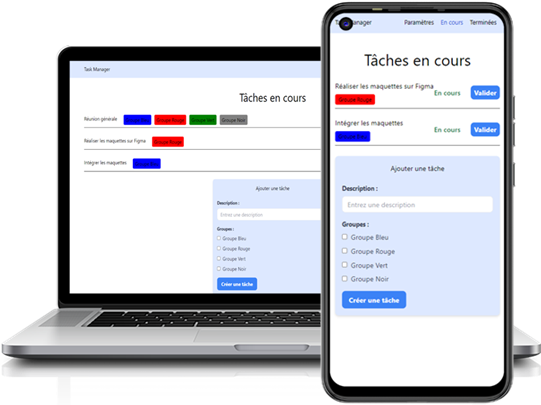 Task Manager
Tâches en cours
Réunion générale : Groupe Bleu Groupe Rouge Groupe Vert Groupe Noir
Réaliser les maquettes sur Figma Groupe Rouge
Intégrer les maquettes Groupe Bleu
Ajouter une tâche
Description :
Entrez une description
Groupes :
Groupe Bleu
Groupe Rouge
Groupe Vert
Groupe Noir
Créer une tâche
Manager Paramètres En cours Terminées
Tâches en cours
Réaliser les maquettes sur Figma
Groupe Rouge En cours Valider
Intégrer les maquettes
Groupe Bleu En cours Valider
Ajouter une tâche
Description :
Entrez une description
Groupes :
Groupe Bleu
Groupe Rouge
Groupe Vert
Groupe Noir
Créer une tâche